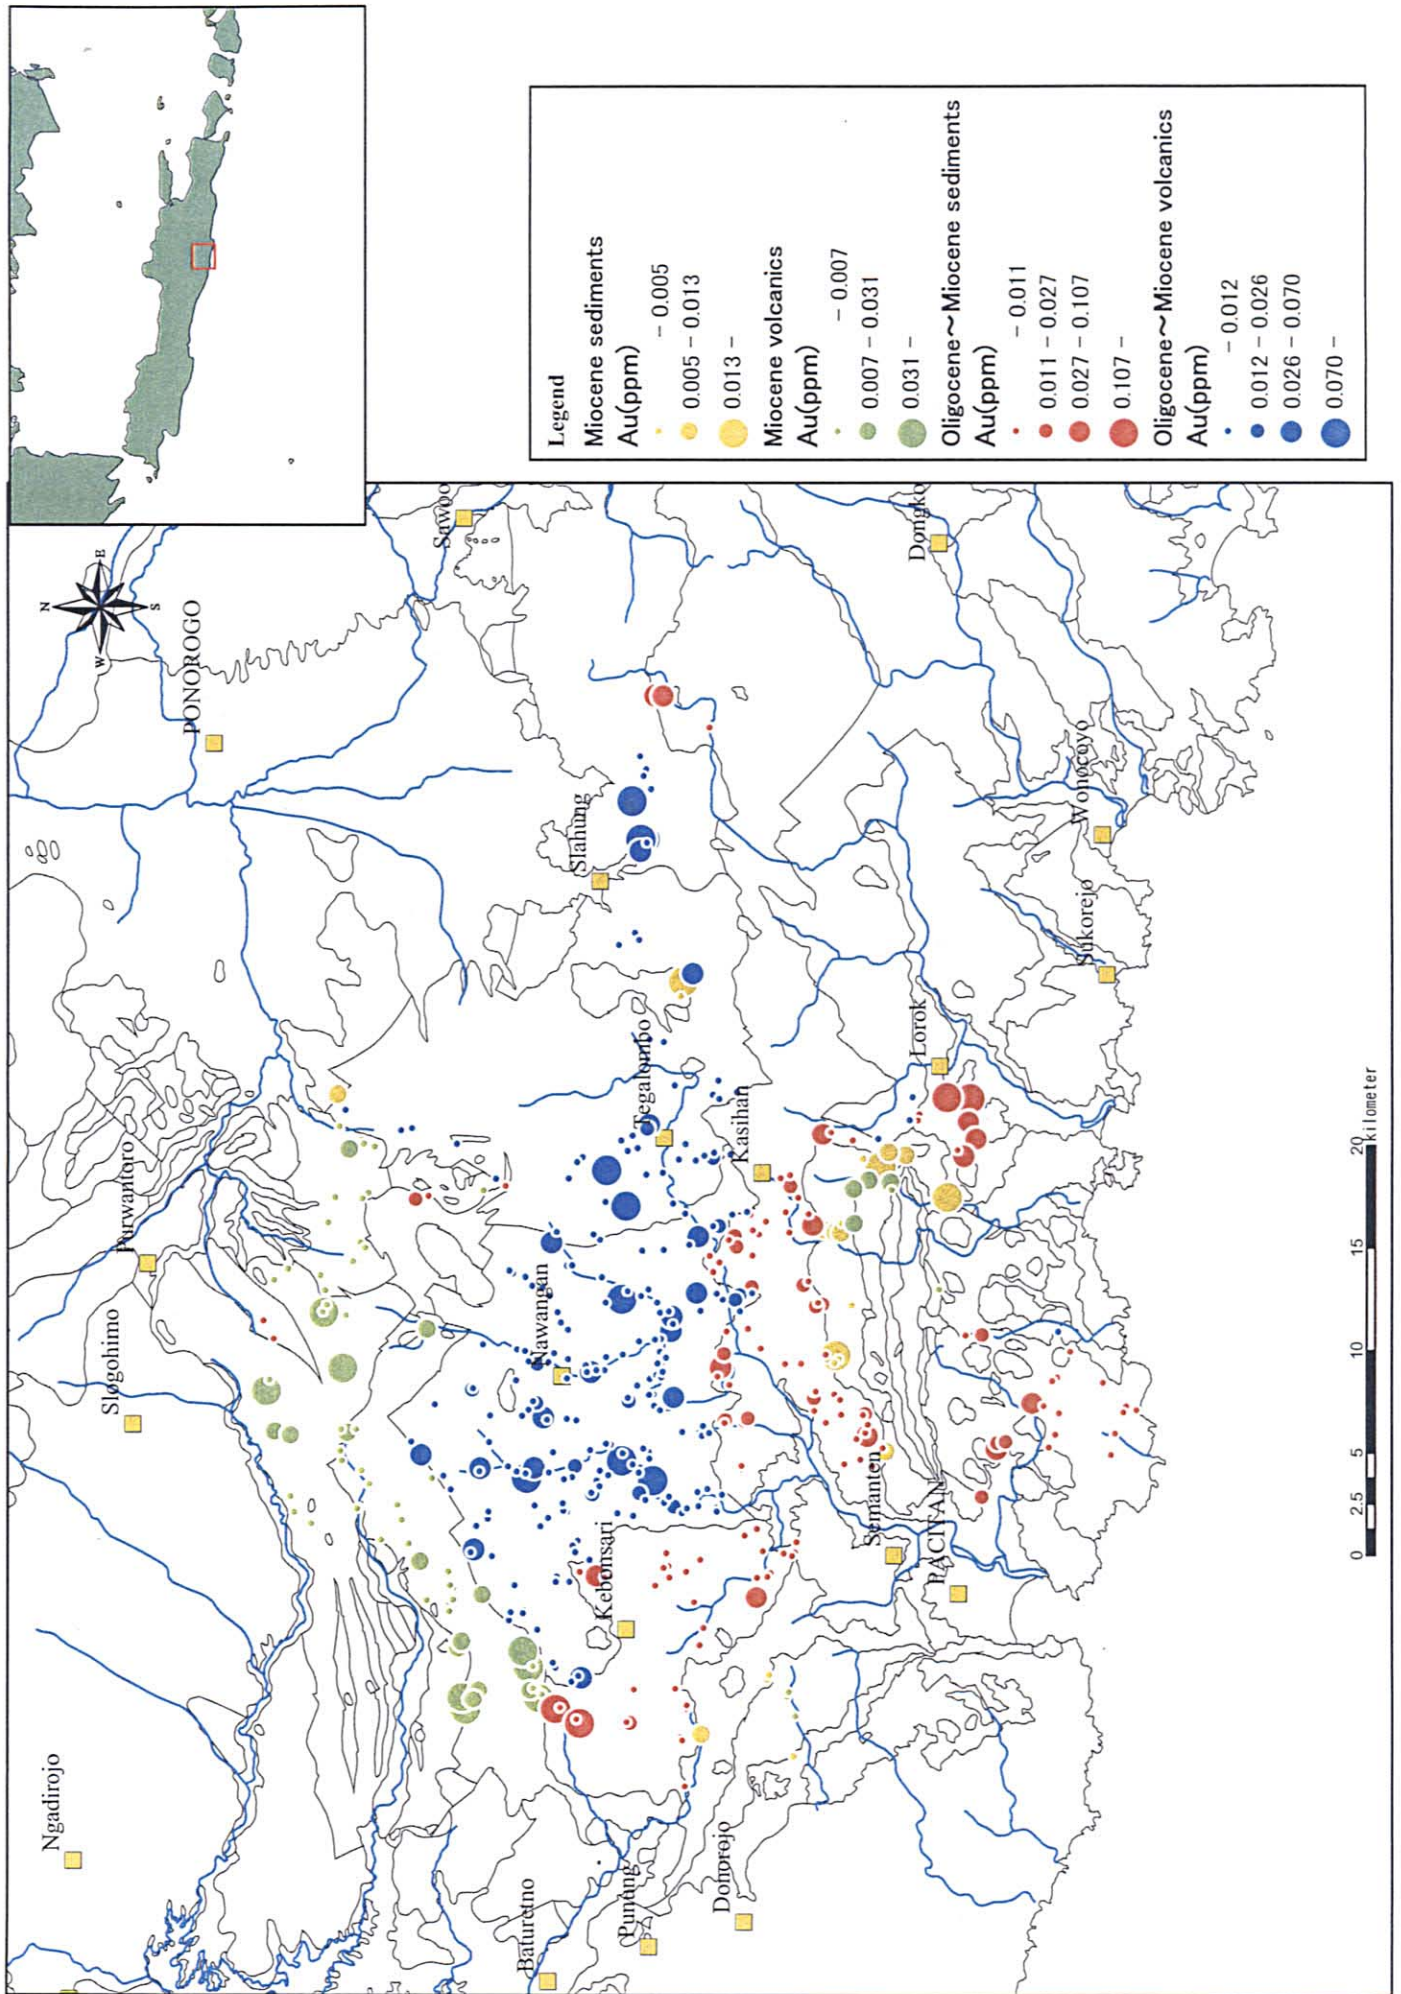 N
W
E
S
Ngadirojo
Slogohimo
Purwantoro
PONOROGO
Sawoo
Baturetno
Nawangan
Slahung
Punung
Kebonsari
Tegalombo
Donorojo
Kasihan
Semanten
PACITAN
Lorok
Dongko
Sukorejo
Wonocoyo
Legend
Miocene sediments
Au(ppm)
– 0.005
0.005 – 0.013
0.013 –
Miocene volcanics
Au(ppm)
– 0.007
0.007 – 0.031
0.031 –
Oligocene~Miocene sediments
Au(ppm)
– 0.011
0.011 – 0.027
0.027 – 0.107
0.107 –
Oligocene~Miocene volcanics
Au(ppm)
– 0.012
0.012 – 0.026
0.026 – 0.070
0.070 –
0 2.5 5 10 15 20
kilometer